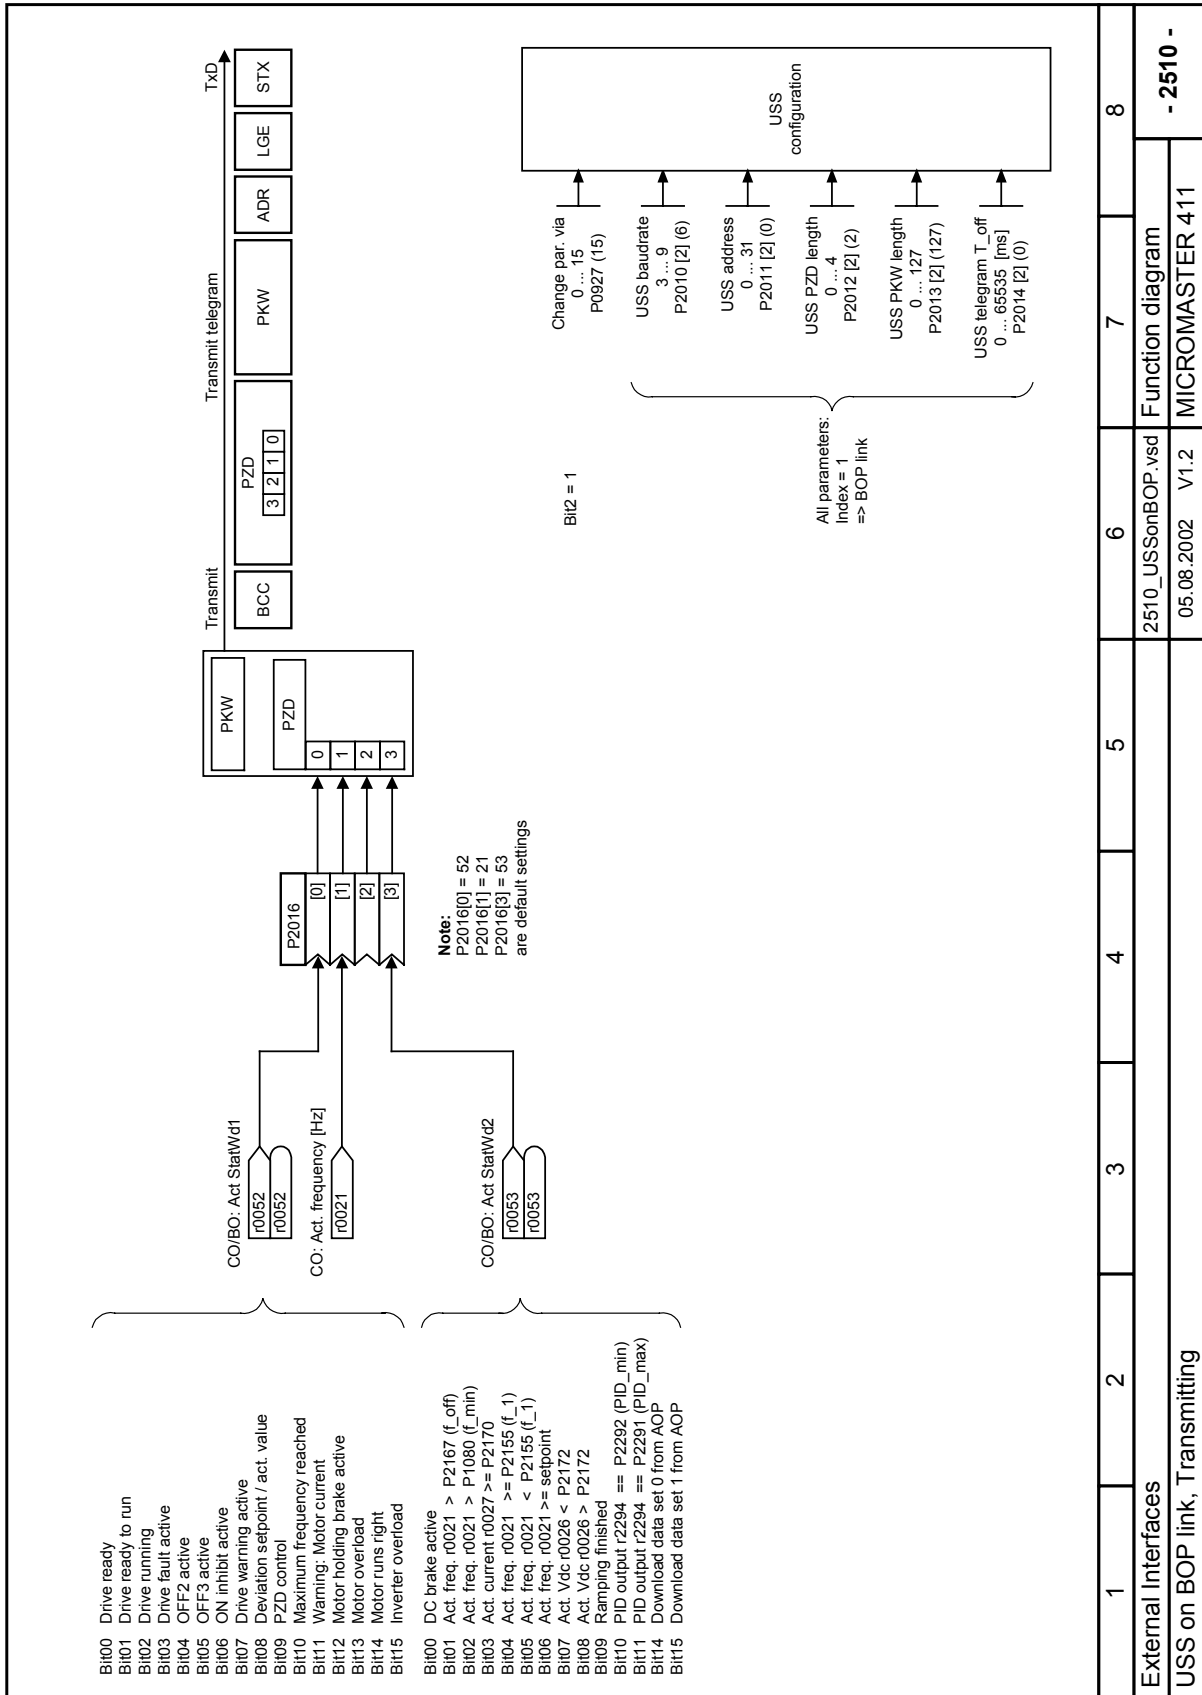 Bit00 Drive ready
Bit01 Drive ready to run
Bit02 Drive running
Bit03 Drive fault active
Bit04 OFF2 active
Bit05 OFF3 active
Bit06 ON inhibit active
Bit07 Drive warning active
Bit08 Deviation setpoint / act. value
Bit09 PZD control
Bit10 Maximum frequency reached
Bit11 Warning: Motor current
Bit12 Motor holding brake active
Bit13 Motor overload
Bit14 Motor runs right
Bit15 Inverter overload
Bit00 DC brake active
Bit01 Act. freq. r0021 > P2167 (f_off)
Bit02 Act. freq. r0021 > P1080 (f_min)
Bit03 Act. current r0027 >= P2170
Bit04 Act. freq. r0021 >= P2155 (f_1)
Bit05 Act. freq. r0021 < P2155 (f_1)
Bit06 Act. freq. r0021 >= setpoint
Bit07 Act. Vdc r0026 < P2172
Bit08 Act. Vdc r0026 > P2172
Bit09 Ramping finished
Bit10 PID output r2294 == P2292 (PID_min)
Bit11 PID output r2294 == P2291 (PID_max)
Bit14 Download data set 0 from AOP
Bit15 Download data set 1 from AOP
CO/BO: Act StatWd1
r0052
r0052
CO: Act. frequency [Hz]
r0021
CO/BO: Act StatWd2
r0053
r0053
P2016
[0]
[1]
[2]
[3]
Note:
P2016[0] = 52
P2016[1] = 21
P2016[3] = 53
are default settings
PKW
PZD
0
1
2
3
Transmit
Transmit telegram
TxD
BCC
PZD
3 2 1 0
PKW
ADR
LGE
STX
Bit2 = 1
All parameters:
Index = 1
=> BOP link
Change par. via
0 ... 15
P0927 (15)
USS baudrate
3 ... 9
P2010 [2] (6)
USS address
0 ... 31
P2011 [2] (0)
USS PZD length
0 ... 4
P2012 [2] (2)
USS PKW length
0 ... 127
P2013 [2] (127)
USS telegram T_off
0 ... 65535 [ms]
P2014 [2] (0)
USS
configuration
1 2 3 4 5 6 7 8
External Interfaces
2510_USSonBOP.vsd
Function diagram
- 2510 -
USS on BOP link, Transmitting
05.08.2002 V1.2
MICROMASTER 411